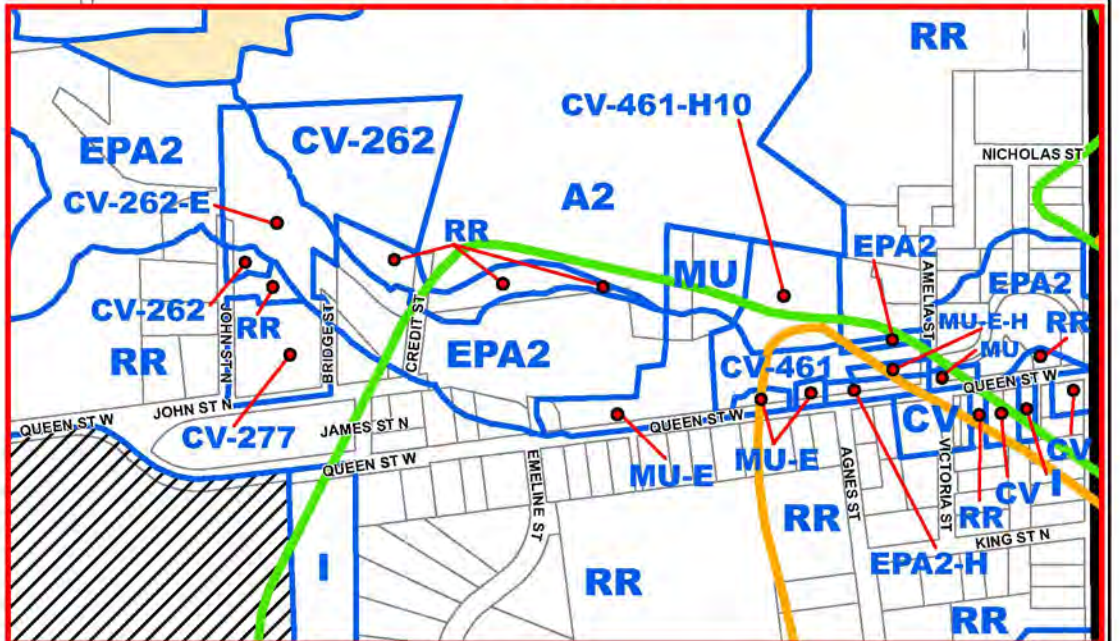 RR
CV-461-H10
CV-262
EPA2
NICHOLAS ST
CV-262-E
A2
RR
EPA2
AMELIA ST
MU
EPA2
CV-262
JOHN ST N
RR
BRIDGE ST
CREDIT ST
MU-E-H
RR
MU
RR
EPA2
CV-461
QUEEN ST W
JOHN ST N
CV
QUEEN ST W
QUEEN ST W
JAMES ST N
CV-277
CV
QUEEN ST W
MU-E
MU-E
EMELINE ST
AGNES ST
VICTORIA ST
CV
I
RR
RR
KING ST N
I
RR
EPA2-H
RR